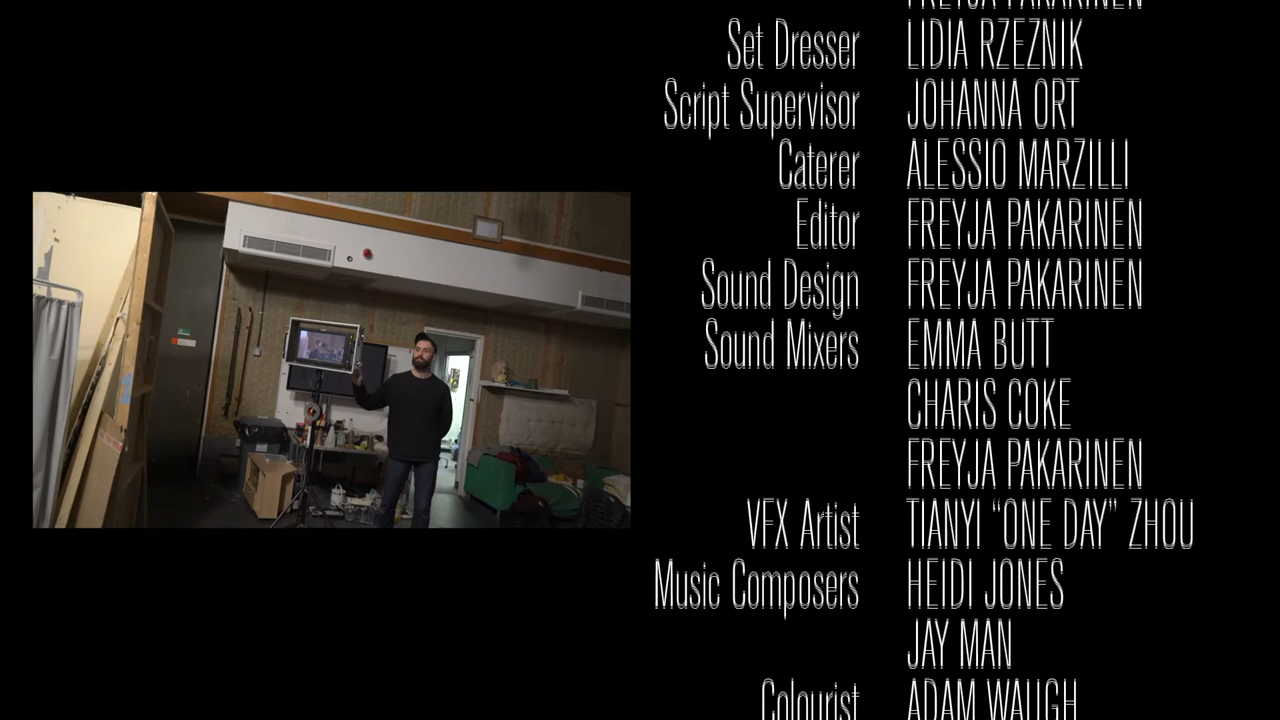 FREYJA PAKARINEN
Set Dresser LIDIA RZEZNIK
Script Supervisor JOHANNA ORT
Caterer ALESSIO MARZILLI
Editor FREYJA PAKARINEN
Sound Design FREYJA PAKARINEN
Sound Mixers EMMA BUTT
CHARIS COKE
FREYJA PAKARINEN
VFX Artist TIANYI “ONE DAY” ZHOU
Music Composers HEIDI JONES
JAY MAN
Colourist ADAM WAUGH